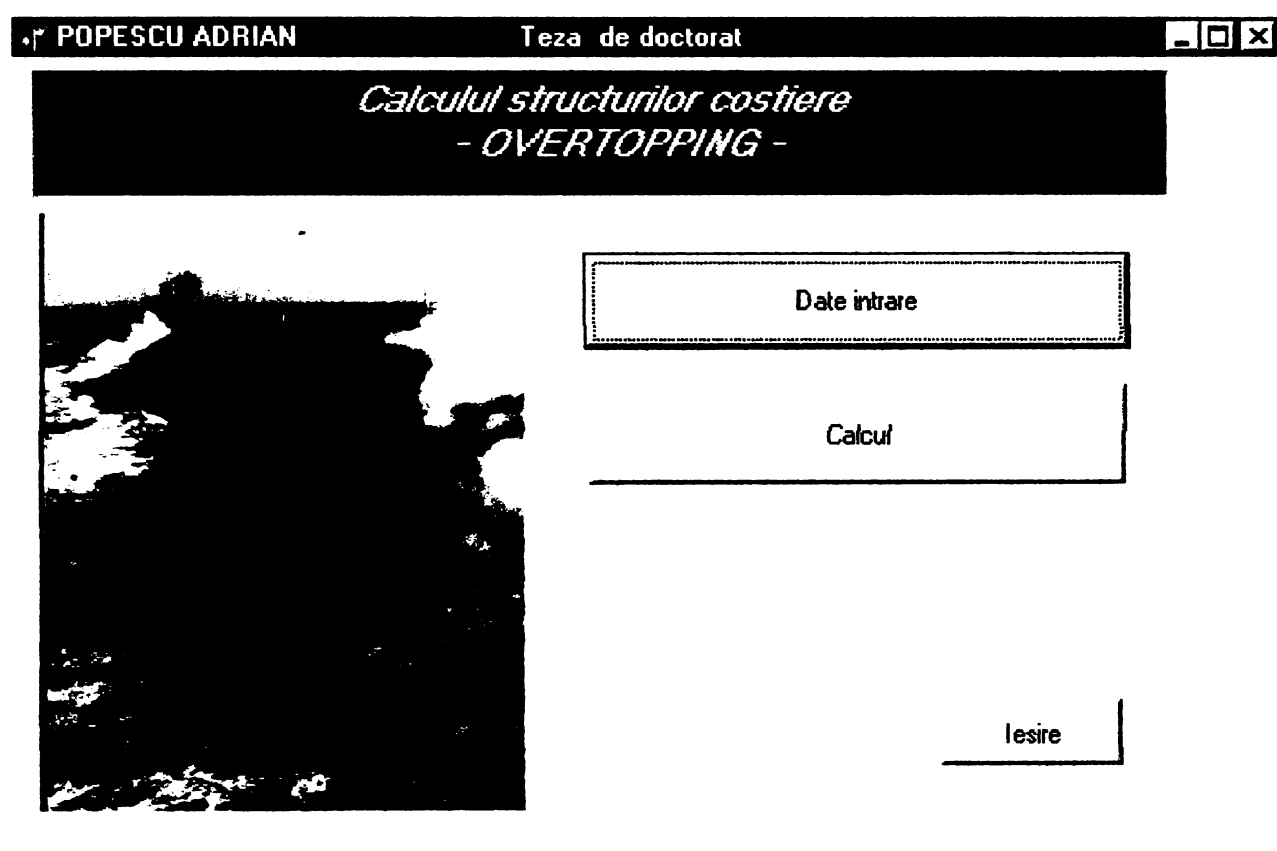 POPESCU ADRIAN Teza de doctorat
Calculul structurilor costiere
- OVERTOPPING -
Date intrare
Calcul
Iesire